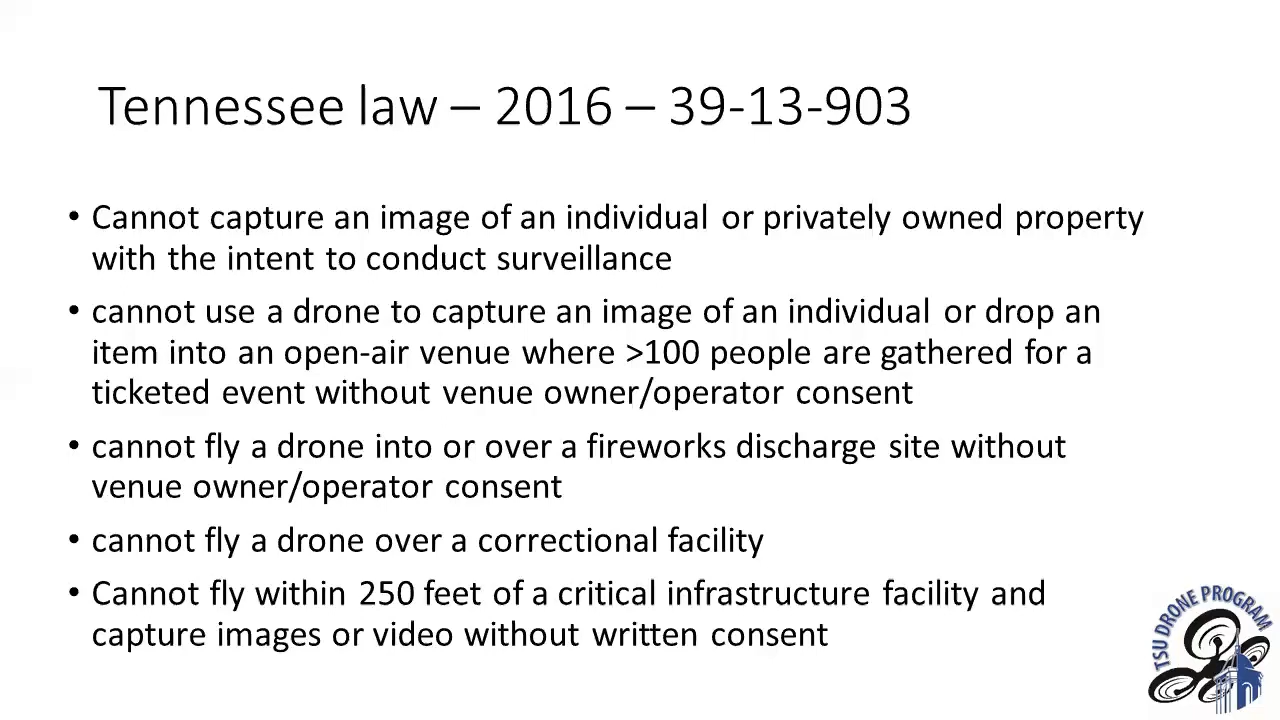 Tennessee law – 2016 – 39-13-903
• Cannot capture an image of an individual or privately owned property
with the intent to conduct surveillance
• cannot use a drone to capture an image of an individual or drop an
item into an open-air venue where >100 people are gathered for a
ticketed event without venue owner/operator consent
• cannot fly a drone into or over a fireworks discharge site without
venue owner/operator consent
• cannot fly a drone over a correctional facility
• Cannot fly within 250 feet of a critical infrastructure facility and
capture images or video without written consent
TSU DRONE PROGRAM